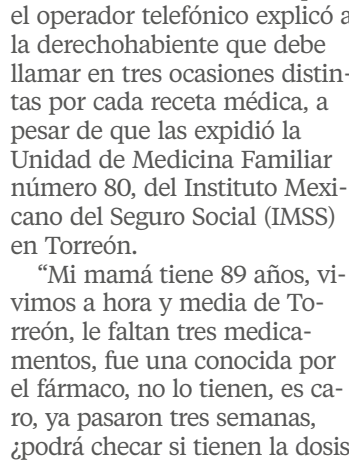 el operador telefónico explicó a
la derechohabiente que debe
llamar en tres ocasiones distin-
tas por cada receta médica, a
pesar de que las expidió la
Unidad de Medicina Familiar
número 80, del Instituto Mexi-
cano del Seguro Social (IMSS)
en Torreón.
“Mi mamá tiene 89 años, vi-
vimos a hora y media de To-
rreón, le faltan tres medica-
mentos, fue una conocida por
el fármaco, no lo tienen, es ca-
ro, ya pasaron tres semanas,
¿podrá checar si tienen la dosis